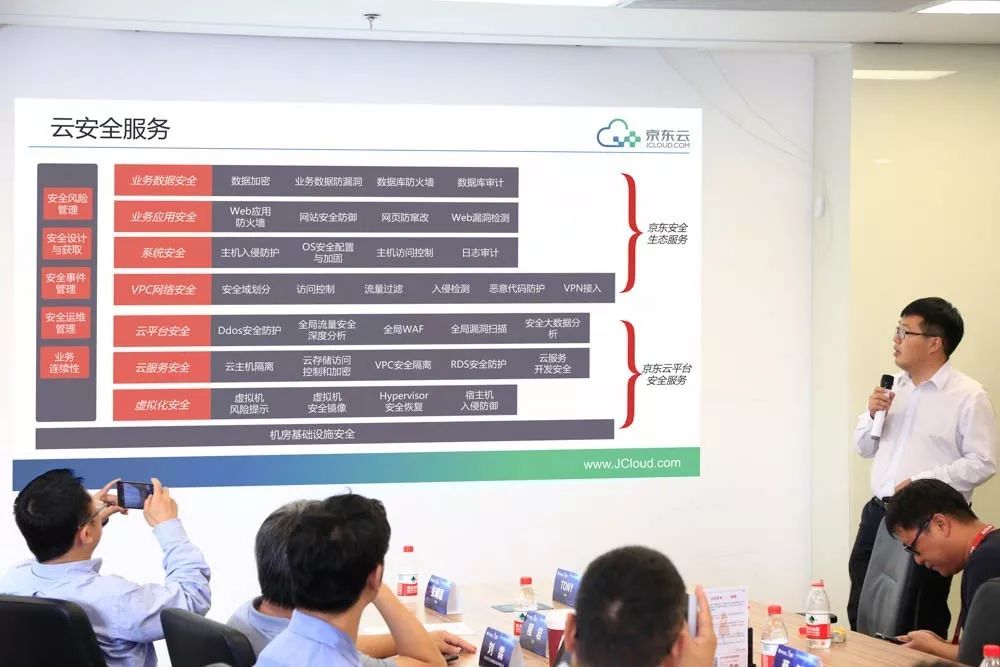 云安全服务
京东云
JCLOUD.COM
安全风险
管理
安全设计
与获取
安全事件
管理
安全运维
管理
业务
连续性
业务数据安全
数据加密
业务数据防漏洞
数据库防火墙
数据库审计
业务应用安全
Web应用
防火墙
网站安全防御
网页防窜改
Web漏洞检测
系统安全
主机入侵防护
OS安全配置
与加固
主机访问控制
日志审计
VPC网络安全
安全域划分
访问控制
流量过滤
入侵检测
恶意代码防护
VPN接入
京东安全
生态服务
云平台安全
Ddos安全防护
全局流量安全
深度分析
全局WAF
全局漏洞扫描
安全大数据分
析
云服务安全
云主机隔离
云存储访问
控制和加密
VPC安全隔离
RDS安全防护
云服务
开发安全
虚拟化安全
虚拟机
风险提示
虚拟机
安全镜像
Hypervisor
安全恢复
宿主机
入侵防御
京东云平台
安全服务
机房基础设施安全
www.JCloud.com
TONY